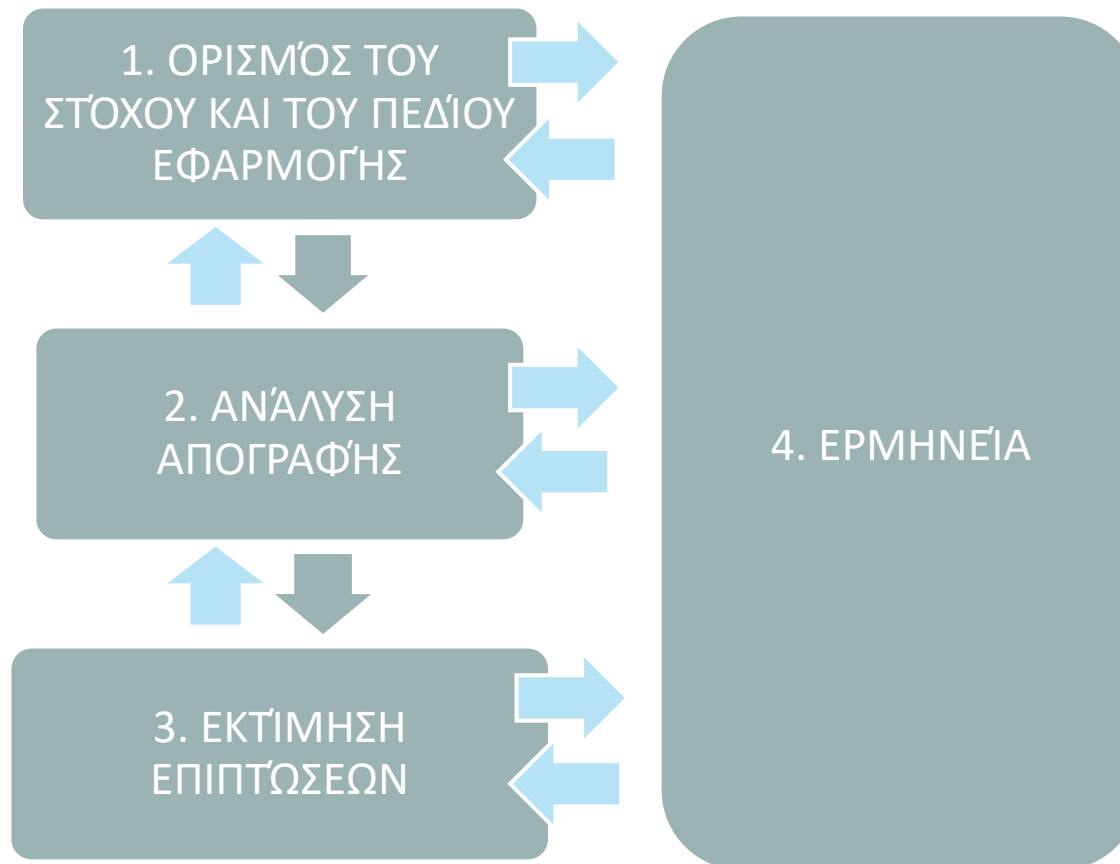 1. ΟΡΙΣΜΌΣ ΤΟΥ
ΣΤΌΧΟΥ ΚΑΙ ΤΟΥ ΠΕΔΊΟΥ
ΕΦΑΡΜΟΓΉΣ
2. ΑΝΆΛΥΣΗ
ΑΠΟΓΡΑΦΉΣ
3. ΕΚΤΊΜΗΣΗ
ΕΠΙΠΤΏΣΕΩΝ
4. ΕΡΜΗΝΕΊΑ